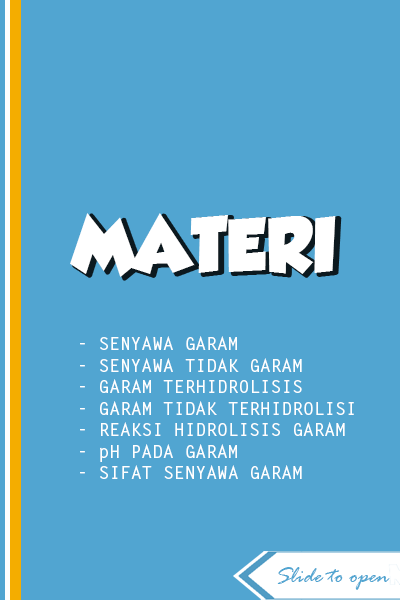 MATERI
- SENYAWA GARAM
- SENYAWA TIDAK GARAM
- GARAM TERHIDROLISIS
- GARAM TIDAK TERHIDROLISI
- REAKSI HIDROLISIS GARAM
- pH PADA GARAM
- SIFAT SENYAWA GARAM
Slide to open